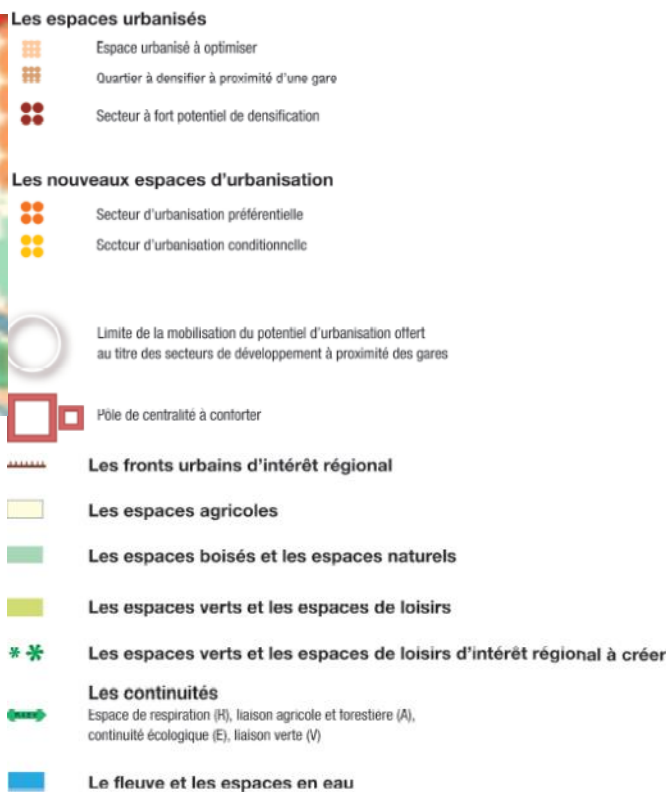 Les espaces urbanisés
Espace urbanisé à optimiser
Quartier à densifier à proximité d'une gare
Secteur à fort potentiel de densification
Les nouveaux espaces d'urbanisation
Secteur d'urbanisation préférentielle
Secteur d'urbanisation conditionnelle
Limite de la mobilisation du potentiel d'urbanisation offert
au titre des secteurs de développement à proximité des gares
Pôle de centralité à conforter
Les fronts urbains d'intérêt régional
Les espaces agricoles
Les espaces boisés et les espaces naturels
Les espaces verts et les espaces de loisirs
Les espaces verts et les espaces de loisirs d'intérêt régional à créer
Les continuités
Espace de respiration (R), liaison agricole et forestière (A),
continuité écologique (E), liaison verte (V)
Le fleuve et les espaces en eau